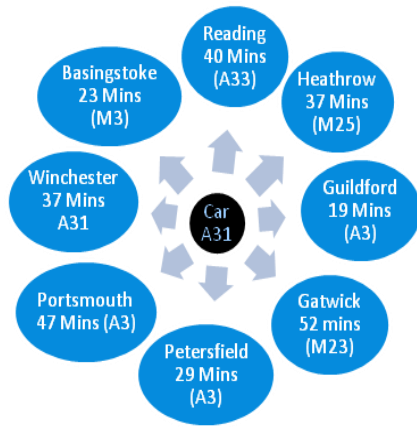 Reading
40 Mins
(A33)
Heathrow
37 Mins
(M25)
Guildford
19 Mins
(A3)
Gatwick
52 mins
(M23)
Petersfield
29 Mins
(A3)
Portsmouth
47 Mins (A3)
Winchester
37 Mins
A31
Basingstoke
23 Mins
(M3)
Car
A31